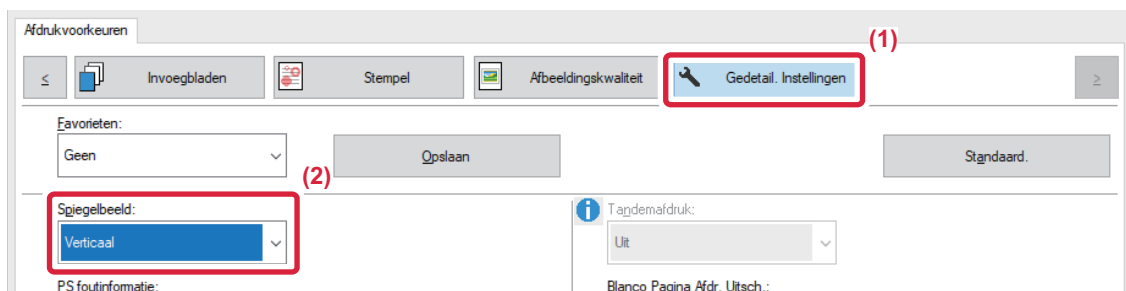 Afdrukvoorkeuren
(1)
< Invoegbladen Stempel Afbeeldingskwaliteit Gedetail. Instellingen >
Favorieten:
Geen Opslaan Standaard.
(2)
Spiegelbeeld: Tandemafdruk:
Verticaal Uit
PS foutinformatie: Blanco Pagina Afdr. Uitsch.: